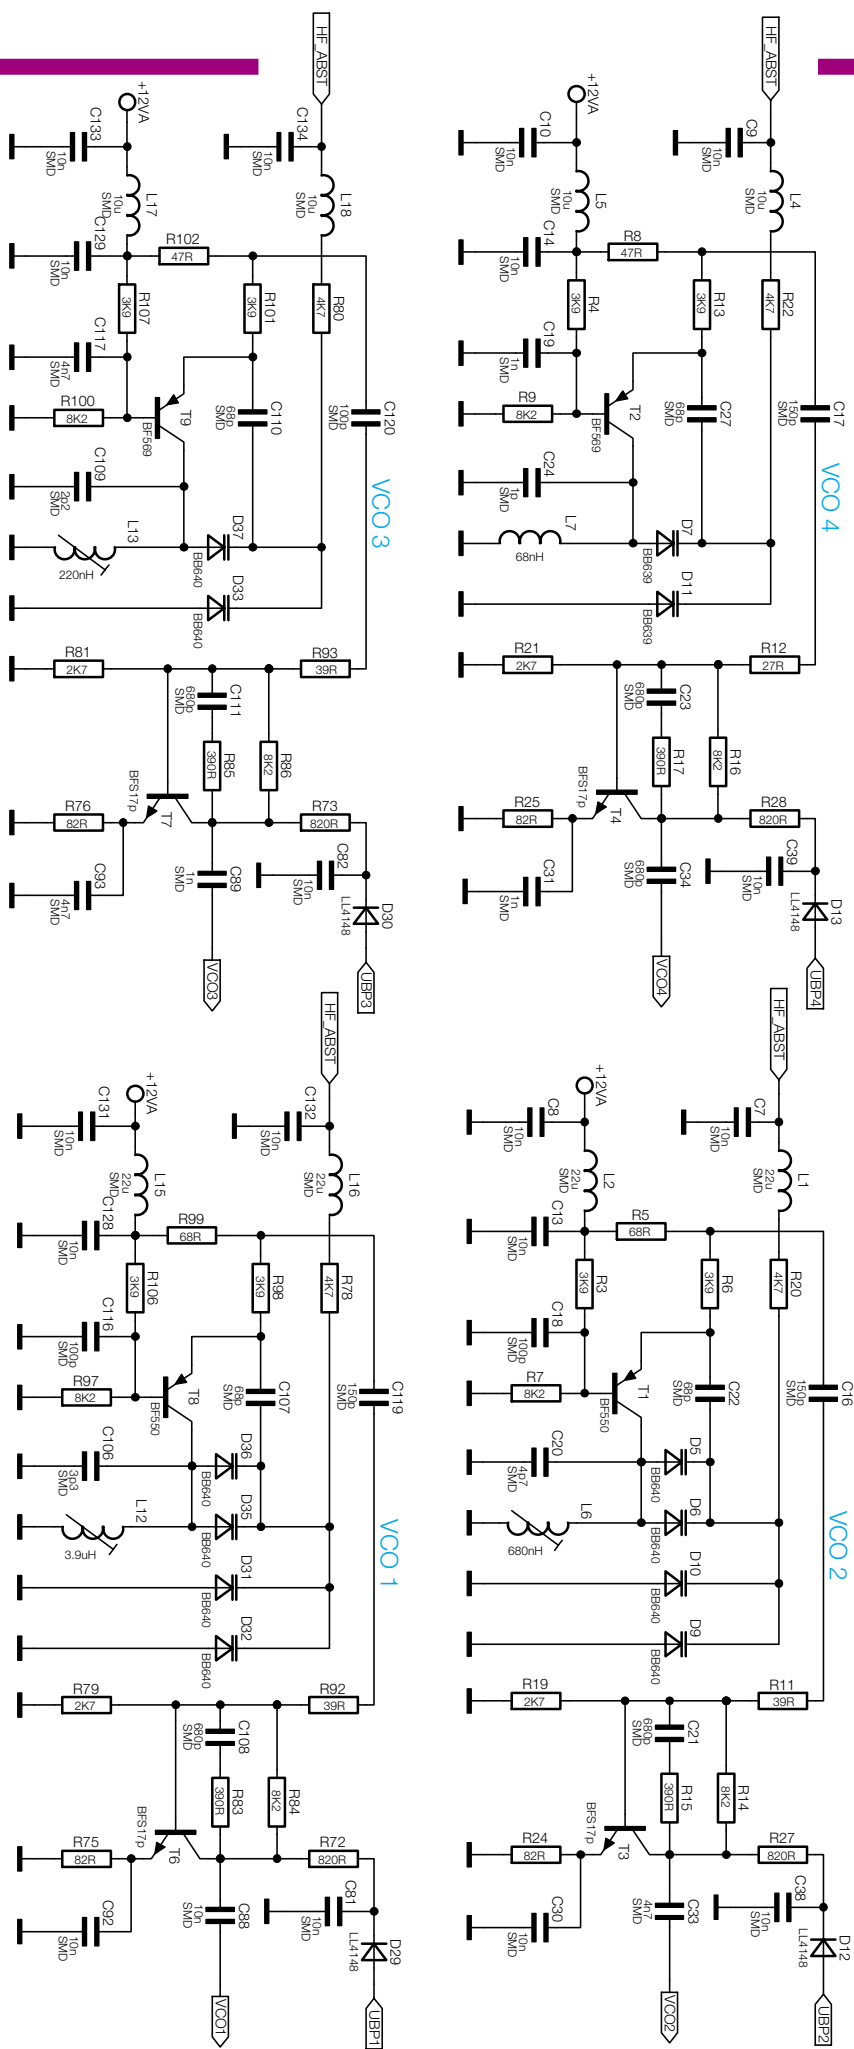 VCO 4
HF_ABST
C9
10n
SMD
L4
10u
SMD
R22
4K7
+12VA
C10
10n
SMD
L5
10u
SMD
C14
10n
SMD
R8
47R
R4
3K9
R13
3K9
C19
1n
SMD
R9
8K2
T2
BF569
C27
68p
SMD
C17
150p
SMD
C24
1p
SMD
L7
68nH
D7
BB639
D11
BB639
R21
2K7
R12
27R
C23
680p
SMD
R17
390R
R16
8K2
T4
BFS17p
R25
82R
R28
820R
C31
1n
SMD
C34
680p
SMD
C39
10n
SMD
D13
LL4148
UBP4
VCO4
VCO 2
HF_ABST
C7
10n
SMD
L1
22u
SMD
R20
4K7
+12VA
C8
10n
SMD
L2
22u
SMD
C13
10n
SMD
R5
68R
R3
3K9
R6
3K9
C18
100p
SMD
R7
8K2
T1
BF550
C22
68p
SMD
C16
150p
SMD
C20
4p7
SMD
L6
680nH
D5
BB640
D6
BB640
D10
BB640
D9
BB640
R19
2K7
R11
39R
C21
680p
SMD
R15
390R
R14
8K2
T3
BFS17p
R24
82R
R27
820R
C30
10n
SMD
C33
4n7
SMD
C38
10n
SMD
D12
LL4148
UBP2
VCO2
VCO 3
HF_ABST
C134
10n
SMD
L18
10u
SMD
R80
4K7
+12VA
C133
10n
SMD
L17
10u
SMD
C129
10n
SMD
R102
47R
R107
3K9
R101
3K9
C117
4n7
SMD
R100
8K2
T9
BF569
C110
68p
SMD
C120
100p
SMD
C109
2p2
SMD
L13
220nH
D37
BB640
D33
BB640
R81
2K7
R93
39R
C111
680p
SMD
R85
390R
R86
8K2
T7
BFS17p
R76
82R
R73
820R
C93
4n7
SMD
C89
1n
SMD
C82
10n
SMD
D30
LL4148
UBP3
VCO3
VCO 1
HF_ABST
C132
10n
SMD
L16
22u
SMD
R78
4K7
+12VA
C131
10n
SMD
L15
22u
SMD
C128
10n
SMD
R99
68R
R106
3K9
R98
3K9
C116
100p
SMD
R97
8K2
T8
BF550
C107
68p
SMD
C119
150p
SMD
C106
3p3
SMD
L12
3.9uH
D36
BB640
D35
BB640
D31
BB640
D32
BB640
R79
2K7
R92
39R
C108
680p
SMD
R83
390R
R84
8K2
T6
BFS17p
R75
82R
R72
820R
C92
10n
SMD
C88
10n
SMD
C81
10n
SMD
D29
LL4148
UBP1
VCO1